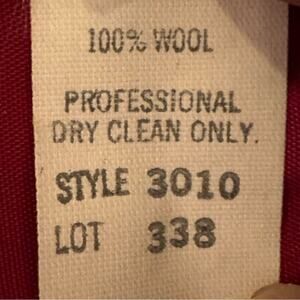 100% WOOL
PROFESSIONAL
DRY CLEAN ONLY.
STYLE 3010
LOT 338